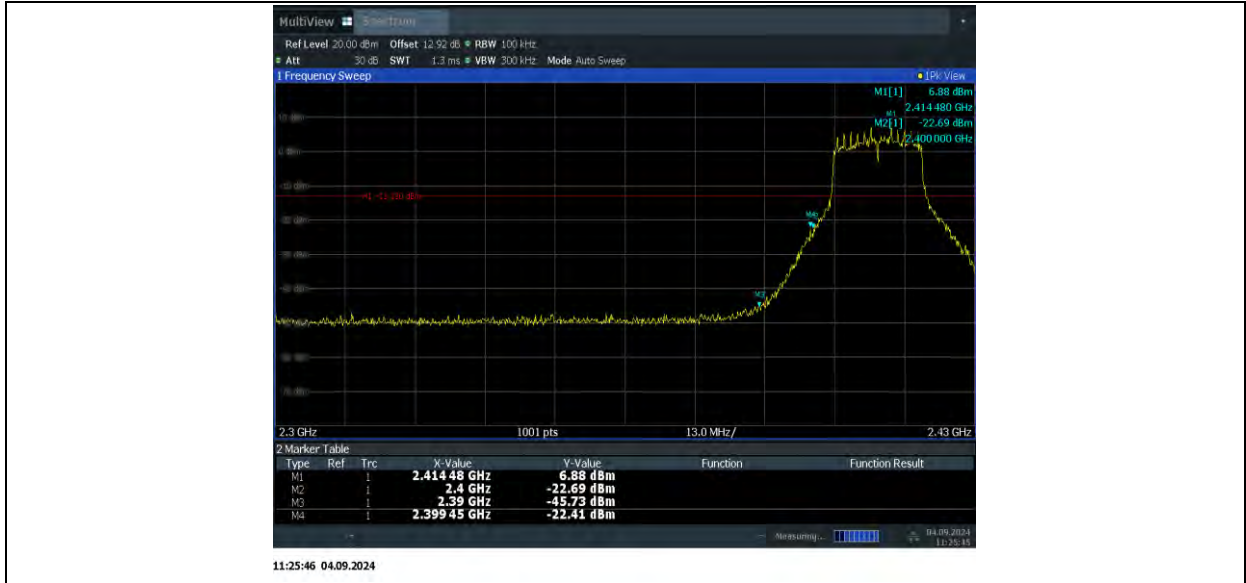 MultiView Spectrum
Ref Level 20.00 dBm Offset 12.92 dB RBW 100 kHz
Att 30 dB SWT 1.3 ms VBW 300 kHz Mode Auto Sweep
1 Frequency Sweep 1Pk View
M1[1] 6.88 dBm
2.414 480 GHz
M1
M2[1] -22.69 dBm
2.400 000 GHz
M4
M3
2.3 GHz 1001 pts 13.0 MHz/ 2.43 GHz
2 Marker Table
Type Ref Trc X-Value Y-Value Function Function Result
M1 1 2.414 48 GHz 6.88 dBm
M2 1 2.4 GHz -22.69 dBm
M3 1 2.39 GHz -45.73 dBm
M4 1 2.399 45 GHz -22.41 dBm
Measuring... 04.09.2024
11:25:45
11:25:46 04.09.2024